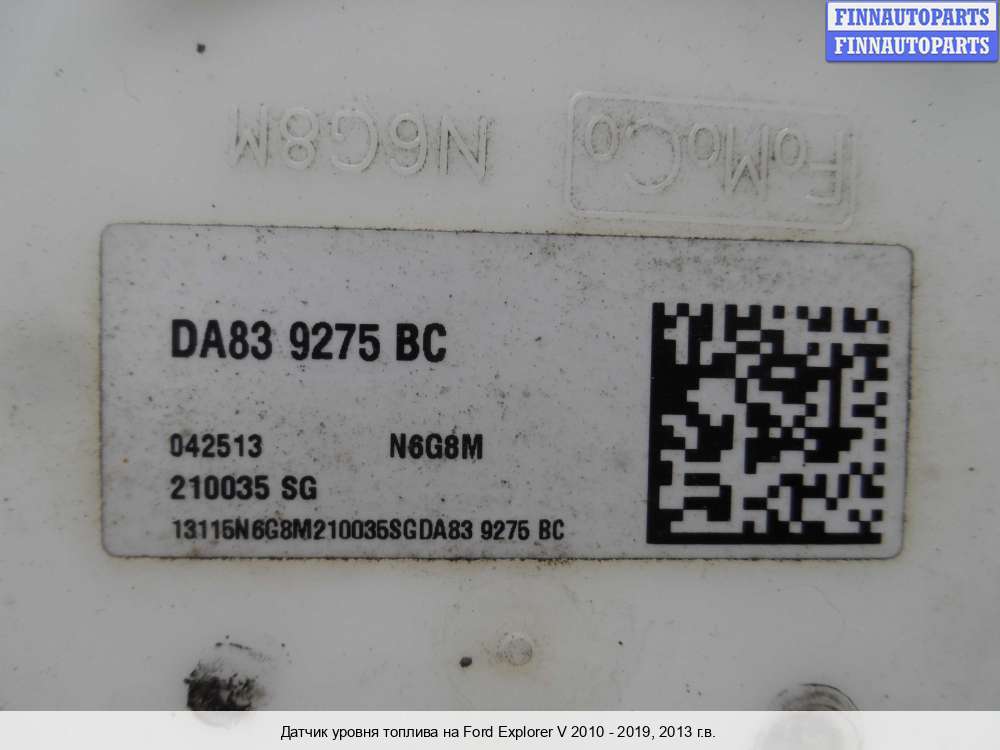 FINNAUTOPARTS
FINNAUTOPARTS
N6G8M
FoMoCo
DA83 9275 BC
042513 N6G8M
210035 SG
13115N6G8M210035SGDA83 9275 BC
Датчик уровня топлива на Ford Explorer V 2010 - 2019, 2013 г.в.